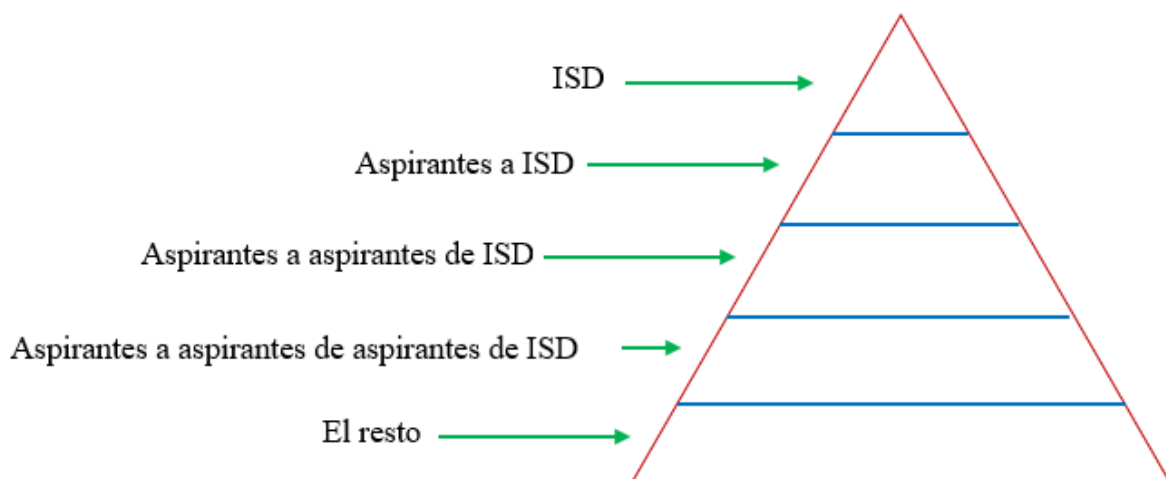 ISD
Aspirantes a ISD
Aspirantes a aspirantes de ISD
Aspirantes a aspirantes de aspirantes de ISD
El resto